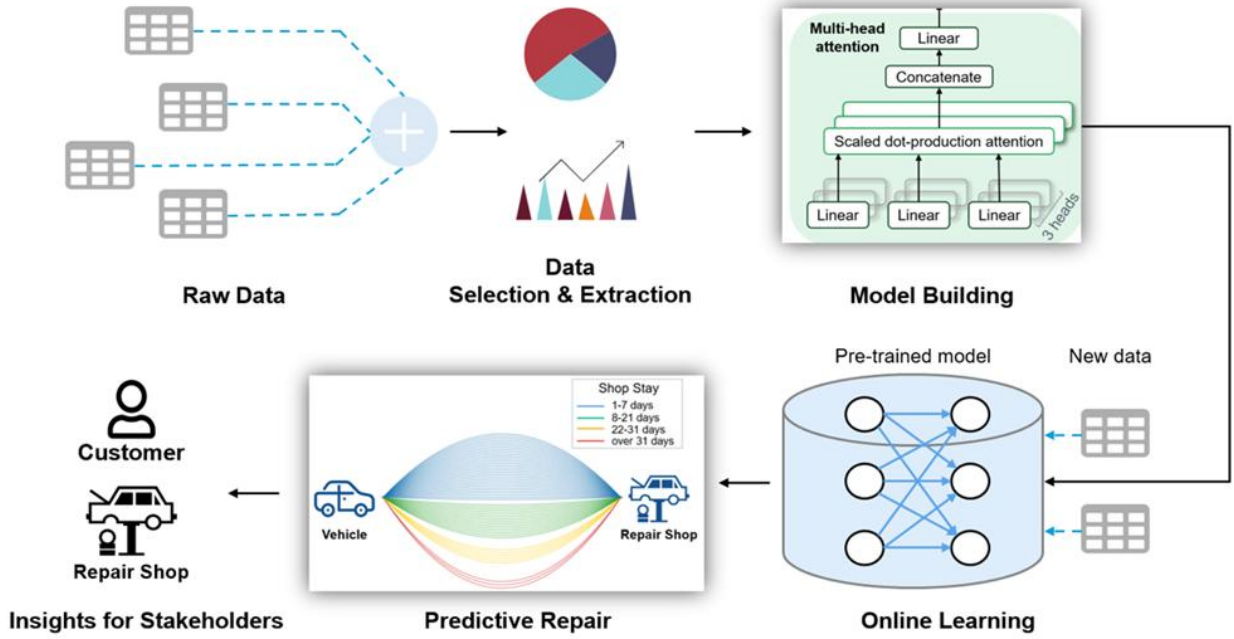 Multi-head
attention
Linear
Concatenate
Scaled dot-production attention
Linear
Linear
Linear
3 heads
Raw Data
Data
Selection & Extraction
Model Building
Pre-trained model
New data
Shop Stay
1-7 days
8-21 days
22-31 days
over 31 days
Customer
Vehicle
Repair Shop
Repair Shop
Insights for Stakeholders
Predictive Repair
Online Learning